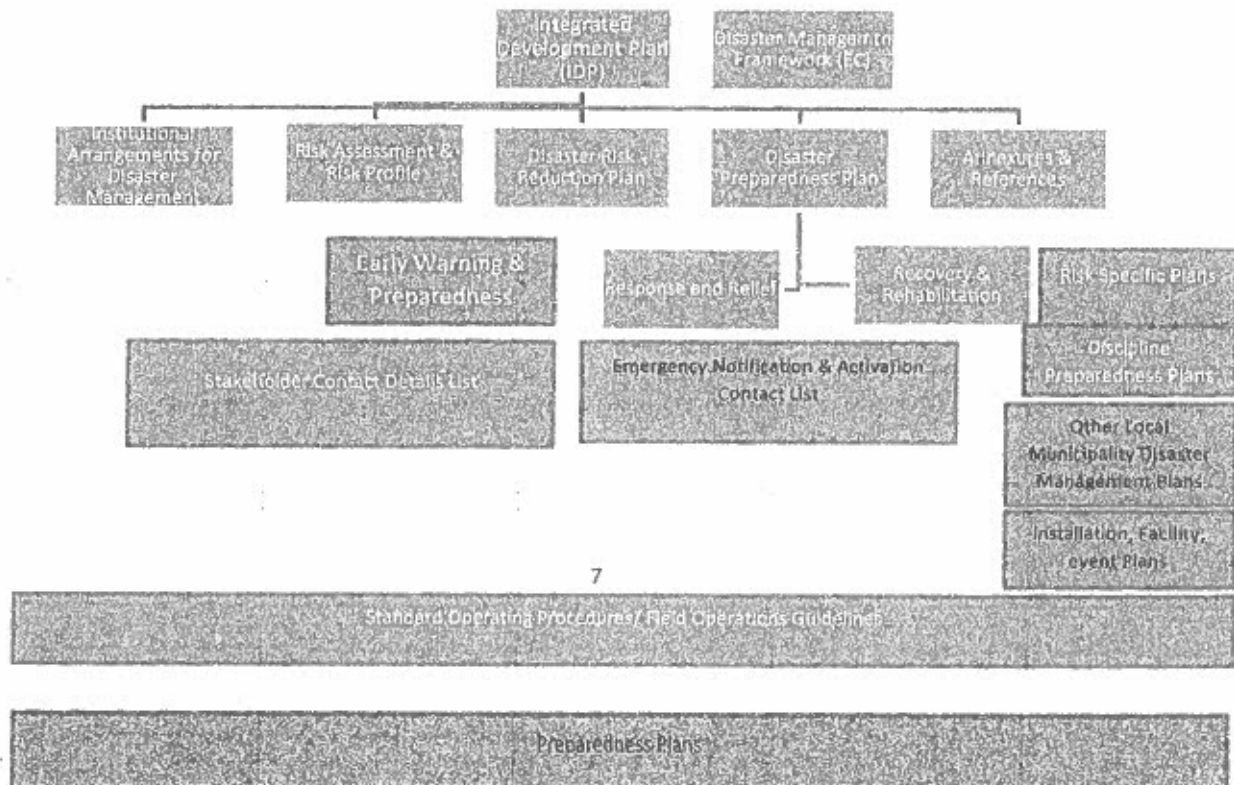 Integrated
Development Plan
(IDP)
Disaster Managemn
Framework (EC)
Institutional
Arrangements for
Disaster
Management
Risk Assessment &
Risk Profile
Disaster Risk
Reduction Plan
Disaster
Preparedness Plan
Annexures &
References
Early Warning &
Preparedness
Response and Relief
Recovery &
Rehabilitation
Risk Specific Plans
Discipline
Preparedness Plans
Stakeholder Contact Details List
Emergency Notification & Activation
Contact List
Other Local
Municipality Disaster
Management Plans
Installation, Facility,
event Plans
7
Standard Operating Procedures/ Field Operations Guidelines
Preparedness Plans